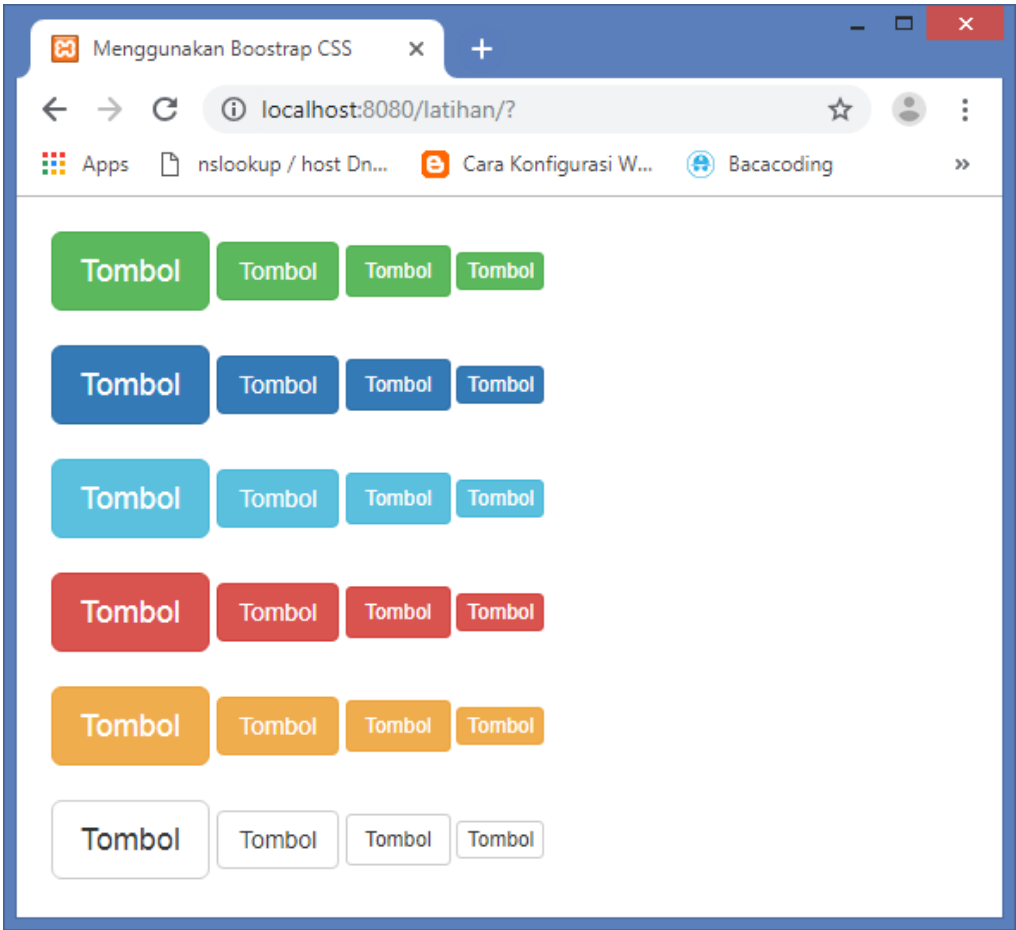 Menggunakan Boostrap CSS
localhost:8080/latihan/?
Apps nslookup / host Dn... Cara Konfigurasi W... Bacacoding
Tombol Tombol Tombol Tombol
Tombol Tombol Tombol Tombol
Tombol Tombol Tombol Tombol
Tombol Tombol Tombol Tombol
Tombol Tombol Tombol Tombol
Tombol Tombol Tombol Tombol